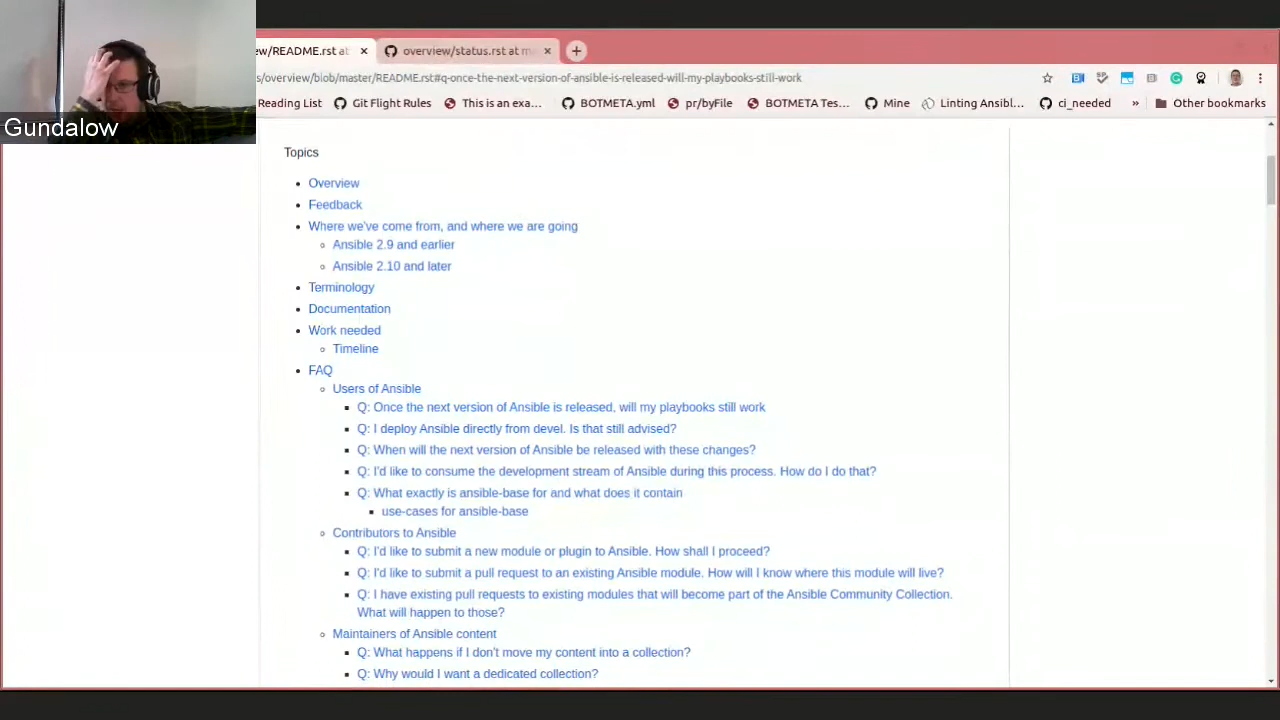 ew/README.rst at
overview/status.rst at m
s/overview/blob/master/README.rst#q-once-the-next-version-of-ansible-is-released-will-my-playbooks-still-work
Reading List
Git Flight Rules
This is an exa...
BOTMETA.yml
pr/byFile
BOTMETA Tes...
Mine
Linting Ansibl...
ci_needed
»
Other bookmarks
Gundalow
Topics
Overview
Feedback
Where we've come from, and where we are going
Ansible 2.9 and earlier
Ansible 2.10 and later
Terminology
Documentation
Work needed
Timeline
FAQ
Users of Ansible
Q: Once the next version of Ansible is released, will my playbooks still work
Q: I deploy Ansible directly from devel. Is that still advised?
Q: When will the next version of Ansible be released with these changes?
Q: I'd like to consume the development stream of Ansible during this process. How do I do that?
Q: What exactly is ansible-base for and what does it contain
use-cases for ansible-base
Contributors to Ansible
Q: I'd like to submit a new module or plugin to Ansible. How shall I proceed?
Q: I'd like to submit a pull request to an existing Ansible module. How will I know where this module will live?
Q: I have existing pull requests to existing modules that will become part of the Ansible Community Collection.
What will happen to those?
Maintainers of Ansible content
Q: What happens if I don't move my content into a collection?
Q: Why would I want a dedicated collection?